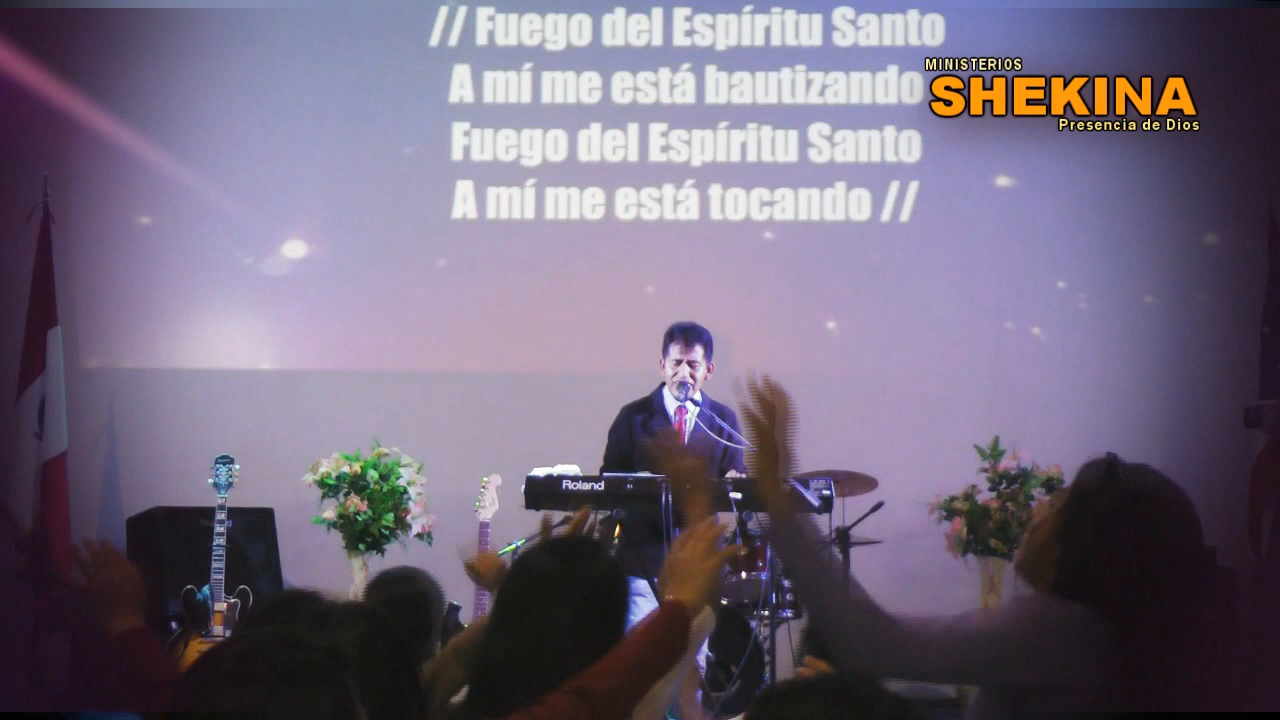 // Fuego del Espíritu Santo
A mí me está bautizando
Fuego del Espíritu Santo
A mí me está tocando //
MINISTERIOS
SHEKINA
Presencia de Dios
Roland